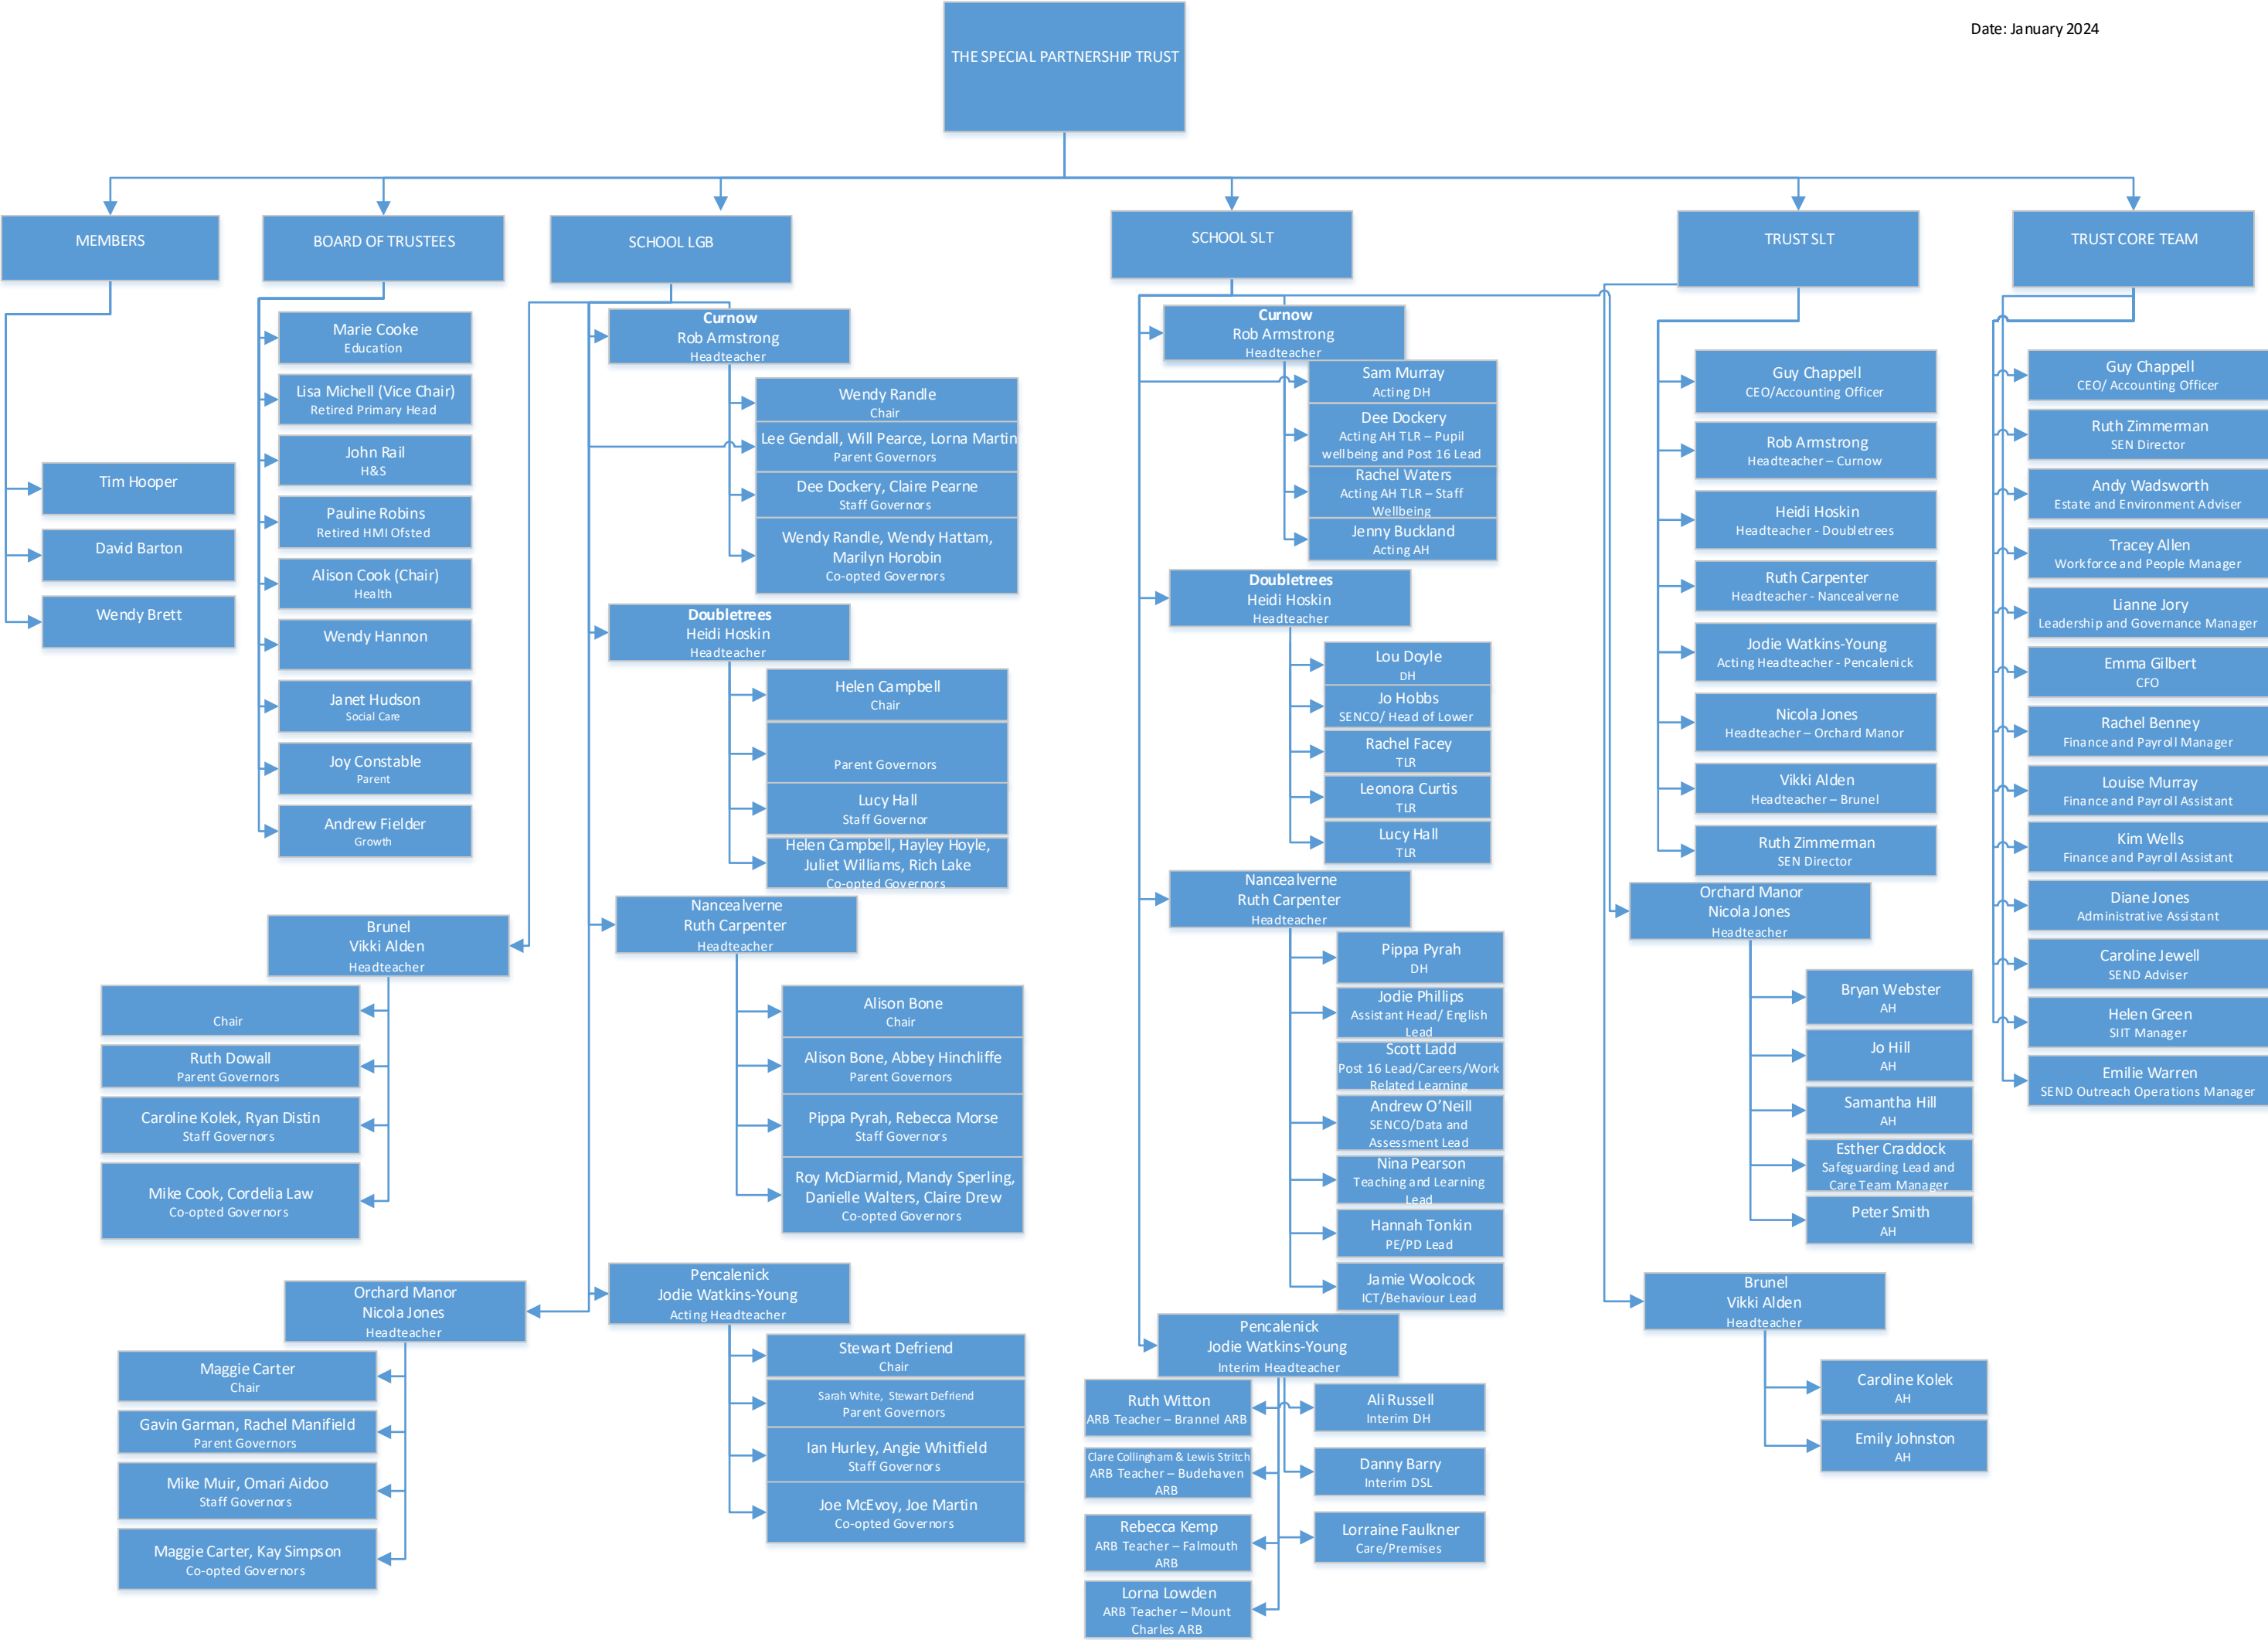 Date: January 2024
THE SPECIAL PARTNERSHIP TRUST
MEMBERS
Tim Hooper
David Barton
Wendy Brett
BOARD OF TRUSTEES
Marie Cooke
Education
Lisa Michell (Vice Chair)
Retired Primary Head
John Rail
H&S
Pauline Robins
Retired HMI Ofsted
Alison Cook (Chair)
Health
Wendy Hannon
Janet Hudson
Social Care
Joy Constable
Parent
Andrew Fielder
Growth
SCHOOL LGB
Curnow
Rob Armstrong
Headteacher
Wendy Randle
Chair
Lee Gendall, Will Pearce, Lorna Martin
Parent Governors
Dee Dockery, Claire Pearne
Staff Governors
Wendy Randle, Wendy Hattam,
Marilyn Horobin
Co-opted Governors
Doubletrees
Heidi Hoskin
Headteacher
Helen Campbell
Chair
Parent Governors
Lucy Hall
Staff Governor
Helen Campbell, Hayley Hoyle,
Juliet Williams, Rich Lake
Co-opted Governors
Nancealverne
Ruth Carpenter
Headteacher
Alison Bone
Chair
Alison Bone, Abbey Hinchliffe
Parent Governors
Pippa Pyrah, Rebecca Morse
Staff Governors
Roy McDiarmid, Mandy Sperling,
Danielle Walters, Claire Drew
Co-opted Governors
Pencalenick
Jodie Watkins-Young
Acting Headteacher
Stewart Defriend
Chair
Sarah White, Stewart Defriend
Parent Governors
Ian Hurley, Angie Whitfield
Staff Governors
Joe McEvoy, Joe Martin
Co-opted Governors
Brunel
Vikki Alden
Headteacher
Chair
Ruth Dowall
Parent Governors
Caroline Kolek, Ryan Distin
Staff Governors
Mike Cook, Cordelia Law
Co-opted Governors
Orchard Manor
Nicola Jones
Headteacher
Maggie Carter
Chair
Gavin Garman, Rachel Manifield
Parent Governors
Mike Muir, Omari Aidoo
Staff Governors
Maggie Carter, Kay Simpson
Co-opted Governors
SCHOOL SLT
Curnow
Rob Armstrong
Headteacher
Sam Murray
Acting DH
Dee Dockery
Acting AH TLR – Pupil
wellbeing and Post 16 Lead
Rachel Waters
Acting AH TLR – Staff
Wellbeing
Jenny Buckland
Acting AH
Doubletrees
Heidi Hoskin
Headteacher
Lou Doyle
DH
Jo Hobbs
SENCO/ Head of Lower
Rachel Facey
TLR
Leonora Curtis
TLR
Lucy Hall
TLR
Nancealverne
Ruth Carpenter
Headteacher
Pippa Pyrah
DH
Jodie Phillips
Assistant Head/ English
Lead
Scott Ladd
Post 16 Lead/Careers/Work
Related Learning
Andrew O’Neill
SENCO/Data and
Assessment Lead
Nina Pearson
Teaching and Learning
Lead
Hannah Tonkin
PE/PD Lead
Jamie Woolcock
ICT/Behaviour Lead
Pencalenick
Jodie Watkins-Young
Interim Headteacher
Ruth Witton
ARB Teacher – Brannel ARB
Clare Collingham & Lewis Stritch
ARB Teacher – Budehaven
ARB
Rebecca Kemp
ARB Teacher – Falmouth
ARB
Lorna Lowden
ARB Teacher – Mount
Charles ARB
Ali Russell
Interim DH
Danny Barry
Interim DSL
Lorraine Faulkner
Care/Premises
TRUST SLT
Guy Chappell
CEO/Accounting Officer
Rob Armstrong
Headteacher – Curnow
Heidi Hoskin
Headteacher - Doubletrees
Ruth Carpenter
Headteacher - Nancealverne
Jodie Watkins-Young
Acting Headteacher - Pencalenick
Nicola Jones
Headteacher – Orchard Manor
Vikki Alden
Headteacher – Brunel
Ruth Zimmerman
SEN Director
Orchard Manor
Nicola Jones
Headteacher
Bryan Webster
AH
Jo Hill
AH
Samantha Hill
AH
Esther Craddock
Safeguarding Lead and
Care Team Manager
Peter Smith
AH
Brunel
Vikki Alden
Headteacher
Caroline Kolek
AH
Emily Johnston
AH
TRUST CORE TEAM
Guy Chappell
CEO/ Accounting Officer
Ruth Zimmerman
SEN Director
Andy Wadsworth
Estate and Environment Adviser
Tracey Allen
Workforce and People Manager
Lianne Jory
Leadership and Governance Manager
Emma Gilbert
CFO
Rachel Benney
Finance and Payroll Manager
Louise Murray
Finance and Payroll Assistant
Kim Wells
Finance and Payroll Assistant
Diane Jones
Administrative Assistant
Caroline Jewell
SEND Adviser
Helen Green
SIIT Manager
Emilie Warren
SEND Outreach Operations Manager